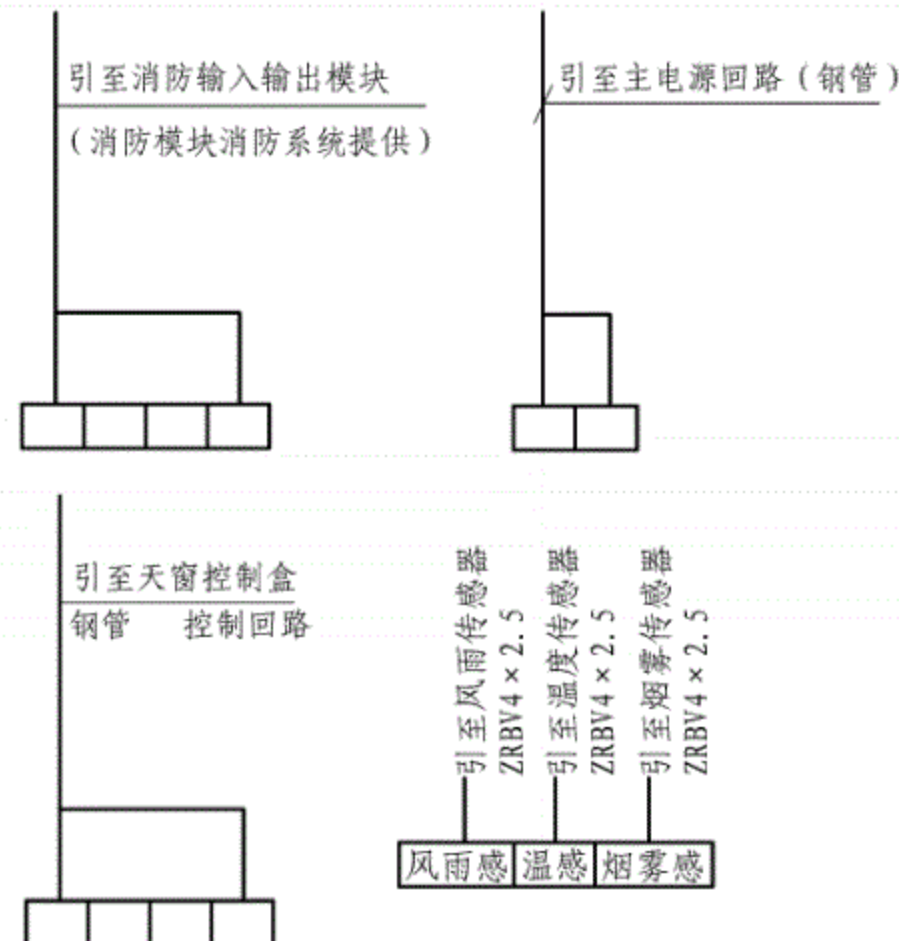 引至消防输入输出模块
(消防模块消防系统提供)
引至主电源回路(钢管)
引至天窗控制盒
钢管 控制回路
引至风雨传感器
ZRBV4×2.5
引至温度传感器
ZRBV4×2.5
引至烟雾传感器
ZRBV4×2.5
风雨感 温感 烟雾感